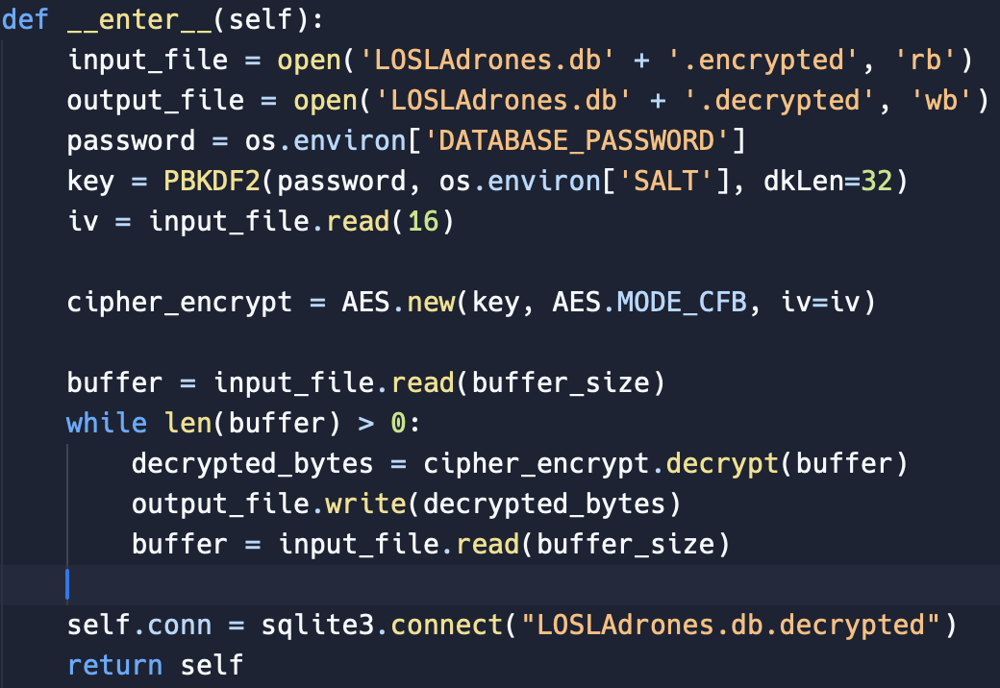 def __enter__(self):
    input_file = open('LOSLAdrones.db' + '.encrypted', 'rb')
    output_file = open('LOSLAdrones.db' + '.decrypted', 'wb')
    password = os.environ['DATABASE_PASSWORD']
    key = PBKDF2(password, os.environ['SALT'], dkLen=32)
    iv = input_file.read(16)

    cipher_encrypt = AES.new(key, AES.MODE_CFB, iv=iv)

    buffer = input_file.read(buffer_size)
    while len(buffer) > 0:
        decrypted_bytes = cipher_encrypt.decrypt(buffer)
        output_file.write(decrypted_bytes)
        buffer = input_file.read(buffer_size)

    self.conn = sqlite3.connect("LOSLAdrones.db.decrypted")
    return self